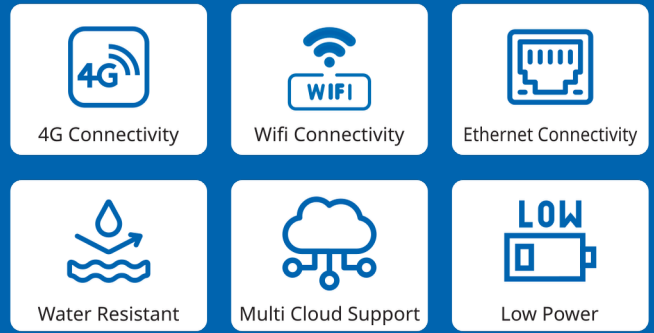 4G
WIFI
4G Connectivity
Wifi Connectivity
Ethernet Connectivity
LOW
Water Resistant
Multi Cloud Support
Low Power